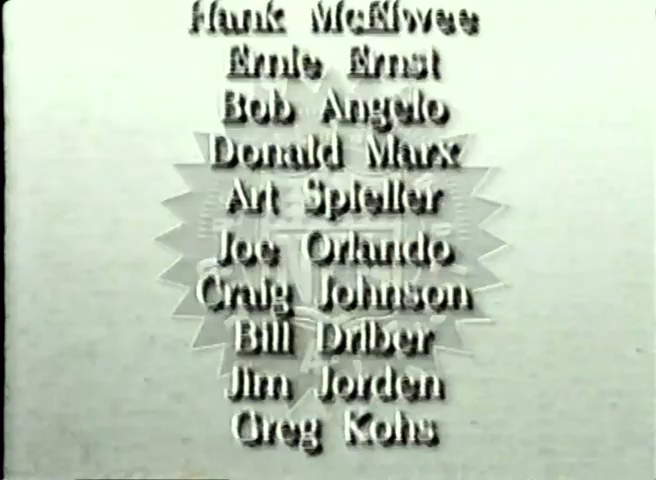 Hank McElwee
Ernie Ernst
Bob Angelo
Donald Marx
Art Spieller
Joe Orlando
Craig Johnson
Bill Driber
Jim Jorden
Greg Kohs